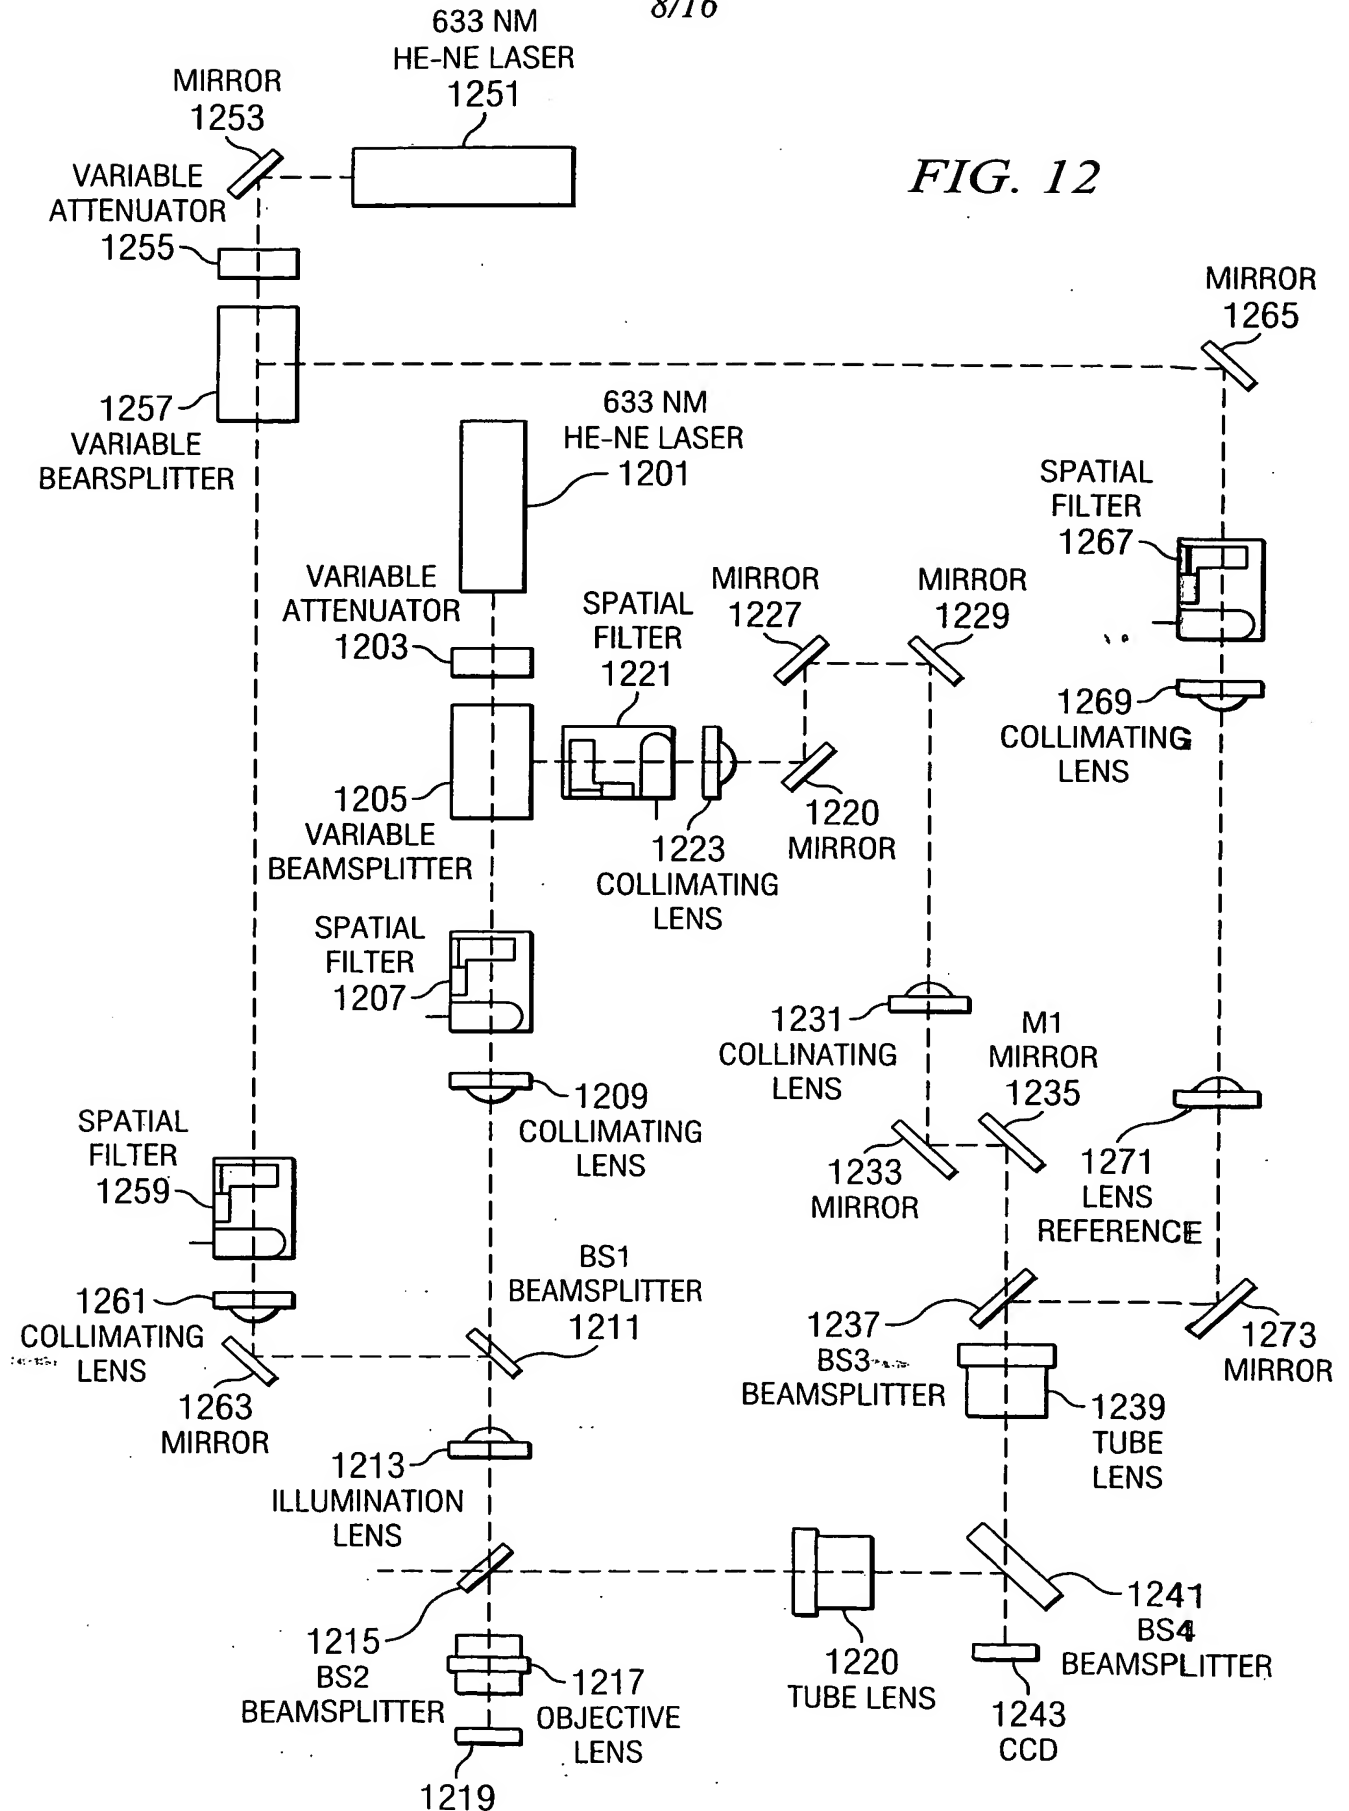 8/16
633 NM
HE-NE LASER
1251
MIRROR
1253
FIG. 12
VARIABLE
ATTENUATOR
1255
MIRROR
1265
1257
VARIABLE
BEARSPLITTER
633 NM
HE-NE LASER
1201
SPATIAL
FILTER
1267
VARIABLE
ATTENUATOR
1203
SPATIAL
FILTER
1221
MIRROR
1227
MIRROR
1229
1269
COLLIMATING
LENS
1205
VARIABLE
BEAMSPLITTER
1223
COLLIMATING
LENS
1220
MIRROR
SPATIAL
FILTER
1207
1231
COLLINATING
LENS
M1
MIRROR
1235
1209
COLLIMATING
LENS
SPATIAL
FILTER
1259
1233
MIRROR
1271
LENS
REFERENCE
BS1
BEAMSPLITTER
1211
1261
COLLIMATING
LENS
1263
MIRROR
1237
BS3
BEAMSPLITTER
1273
MIRROR
1239
TUBE
LENS
1213
ILLUMINATION
LENS
1215
BS2
BEAMSPLITTER
1217
OBJECTIVE
LENS
1220
TUBE LENS
1241
BS4
BEAMSPLITTER
1243
CCD
1219